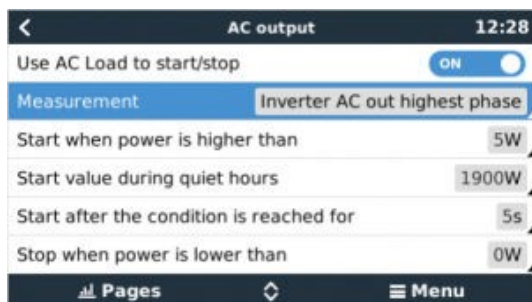 AC output 12:28
Use AC Load to start/stop ON
Measurement Inverter AC out highest phase
Start when power is higher than 5W
Start value during quiet hours 1900W
Start after the condition is reached for 5s
Stop when power is lower than 0W
Pages Menu